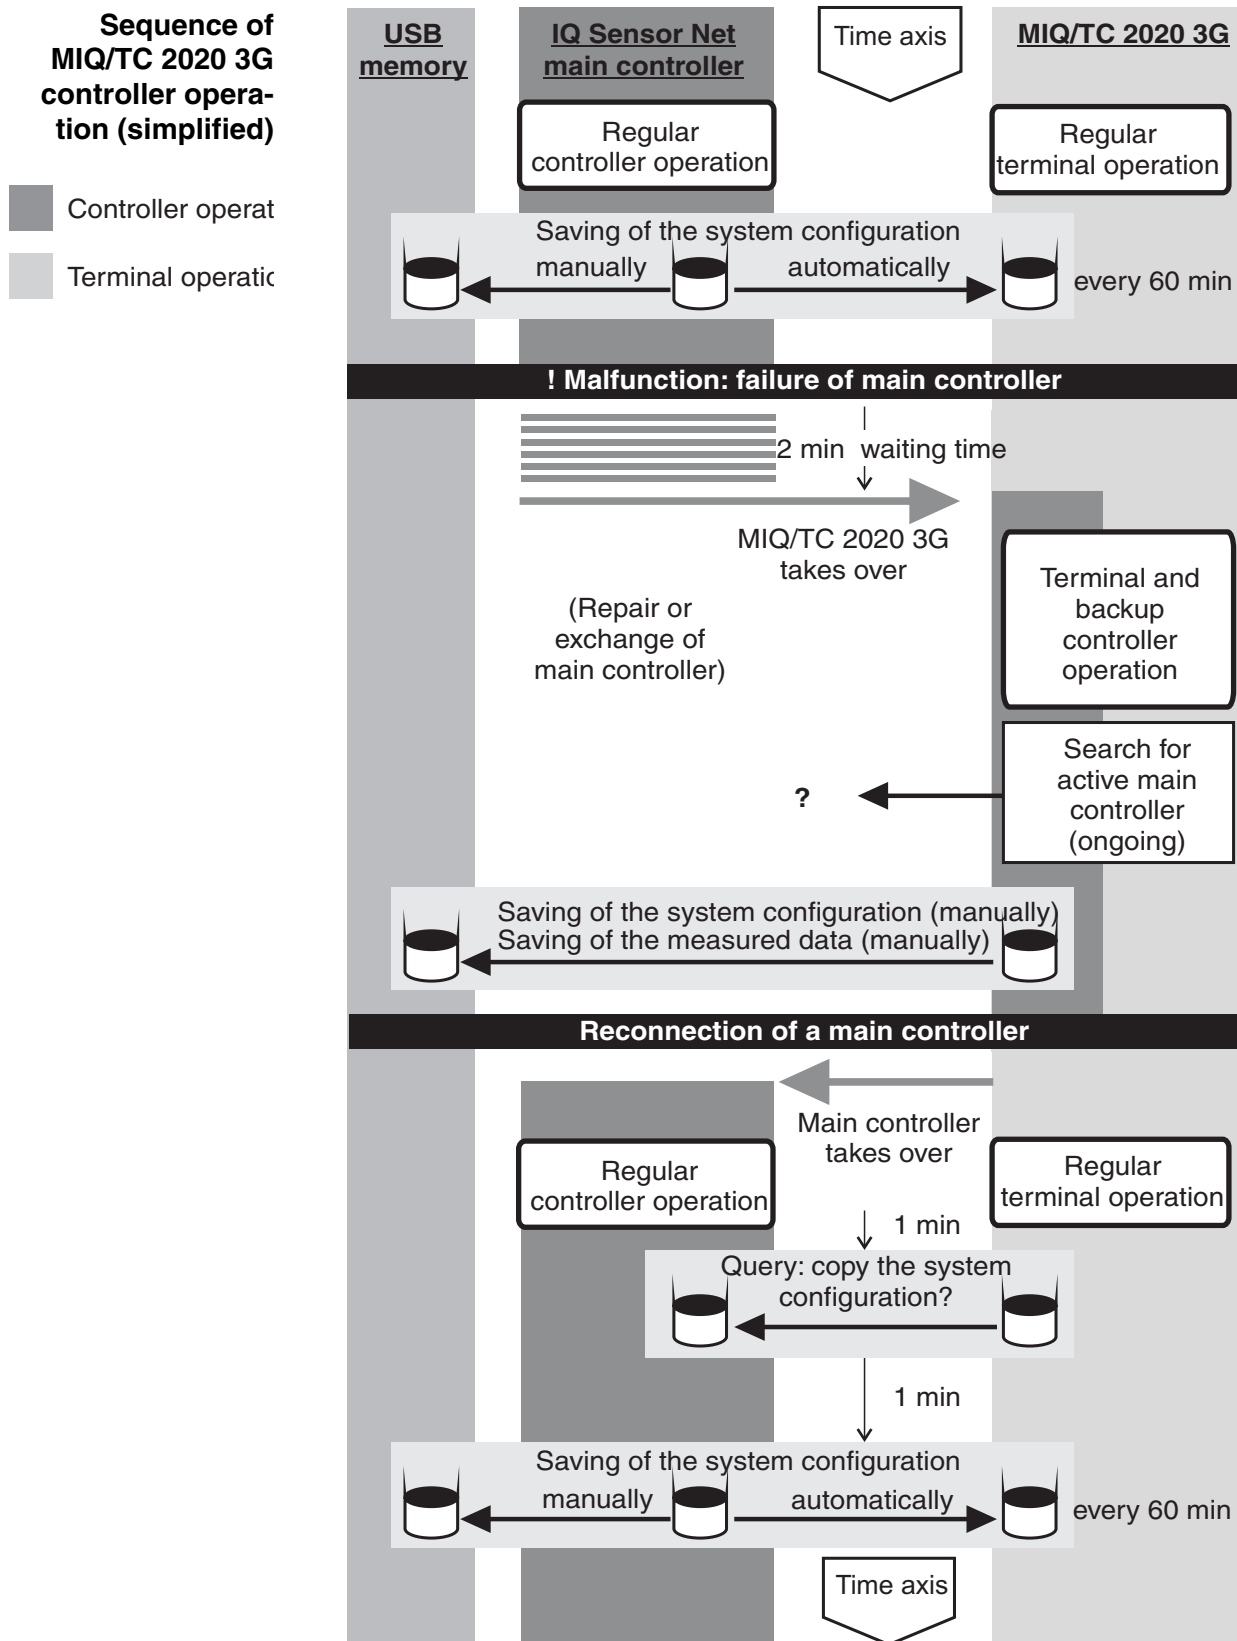 Sequence of
MIQ/TC 2020 3G
controller opera-
tion (simplified)
Controller operat
Terminal operatic
USB
memory
IQ Sensor Net
main controller
Time axis
MIQ/TC 2020 3G
Regular
controller operation
Regular
terminal operation
Saving of the system configuration
manually
automatically
every 60 min
! Malfunction: failure of main controller
2 min waiting time
MIQ/TC 2020 3G
takes over
(Repair or
exchange of
main controller)
Terminal and
backup
controller
operation
Search for
active main
controller
(ongoing)
?
Saving of the system configuration (manually)
Saving of the measured data (manually)
Reconnection of a main controller
Main controller
takes over
Regular
controller operation
Regular
terminal operation
1 min
Query: copy the system
configuration?
1 min
Saving of the system configuration
manually
automatically
every 60 min
Time axis